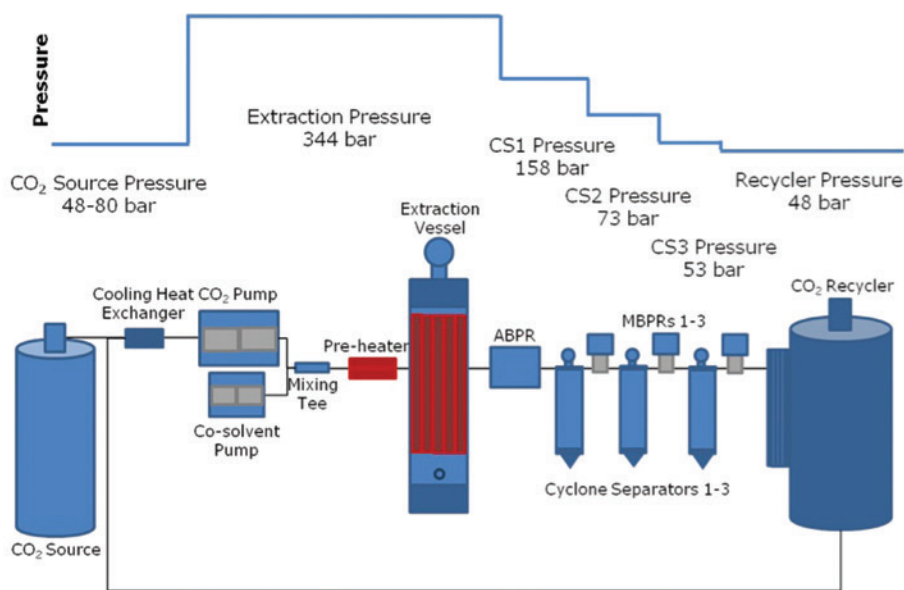 Pressure
Extraction Pressure
344 bar
CS1 Pressure
158 bar
CO₂ Source Pressure
48-80 bar
Recycler Pressure
48 bar
CS2 Pressure
73 bar
Extraction
Vessel
CS3 Pressure
53 bar
Cooling Heat
Exchanger
CO₂ Pump
CO₂ Recycler
Pre-heater
ABPR
MBPRs 1-3
Mixing
Tee
Co-solvent
Pump
Cyclone Separators 1-3
CO₂ Source